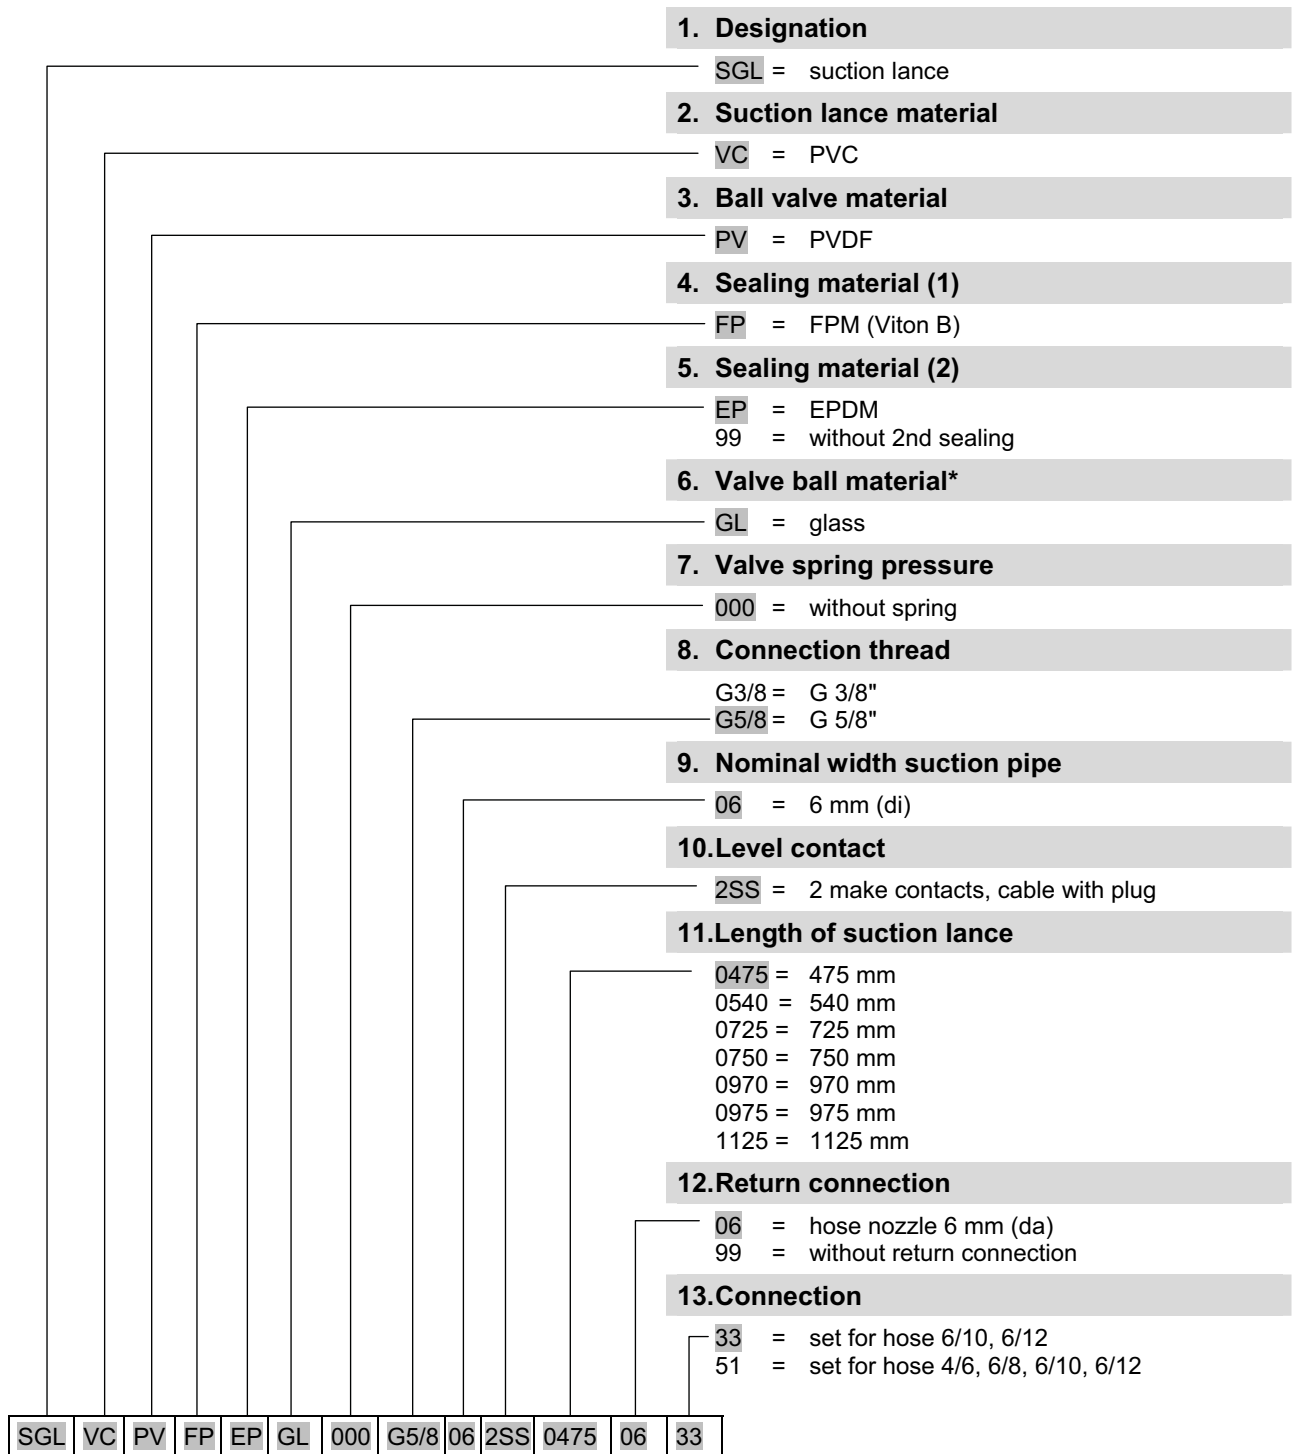 1. Designation
SGL = suction lance
2. Suction lance material
VC = PVC
3. Ball valve material
PV = PVDF
4. Sealing material (1)
FP = FPM (Viton B)
5. Sealing material (2)
EP = EPDM
99 = without 2nd sealing
6. Valve ball material*
GL = glass
7. Valve spring pressure
000 = without spring
8. Connection thread
G3/8 = G 3/8"
G5/8 = G 5/8"
9. Nominal width suction pipe
06 = 6 mm (di)
10.Level contact
2SS = 2 make contacts, cable with plug
11.Length of suction lance
0475 = 475 mm
0540 = 540 mm
0725 = 725 mm
0750 = 750 mm
0970 = 970 mm
0975 = 975 mm
1125 = 1125 mm
12.Return connection
06 = hose nozzle 6 mm (da)
99 = without return connection
13.Connection
33 = set for hose 6/10, 6/12
51 = set for hose 4/6, 6/8, 6/10, 6/12
SGL VC PV FP EP GL 000 G5/8 06 2SS 0475 06 33